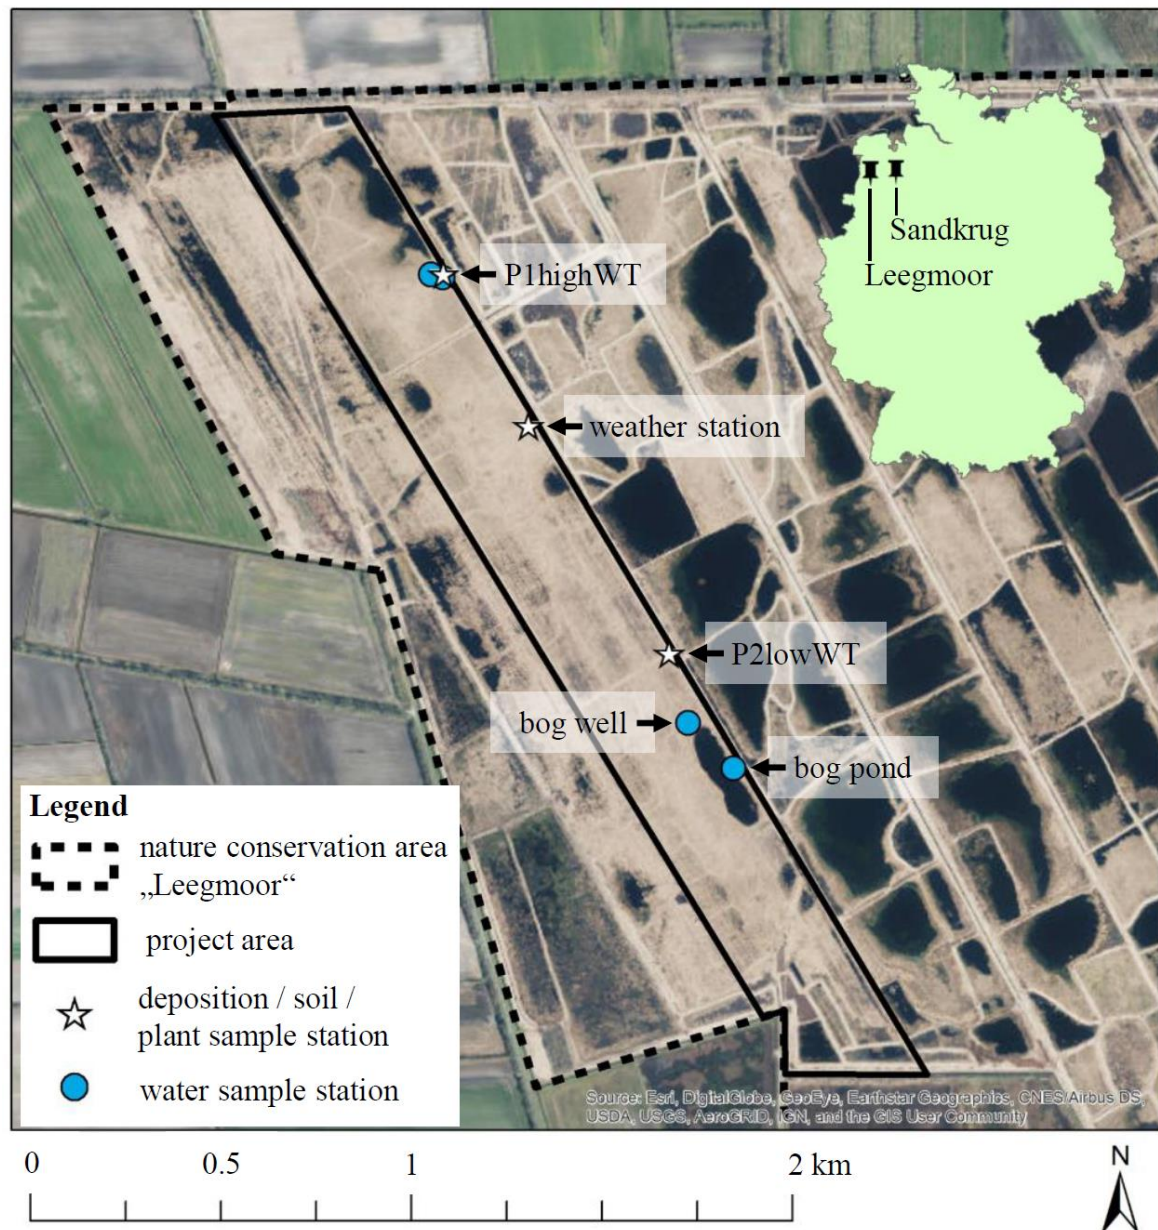 Sandkrug
Leegmoor
P1highWT
weather station
P2lowWT
bog well
bog pond
Legend
nature conservation area
„Leegmoor“
project area
deposition / soil /
plant sample station
water sample station
Source: Esri, DigitalGlobe, GeoEye, Earthstar Geographics, CNES/Airbus DS,
USDA, USGS, AeroGRID, IGN, and the GIS User Community
0 0.5 1 2 km
N